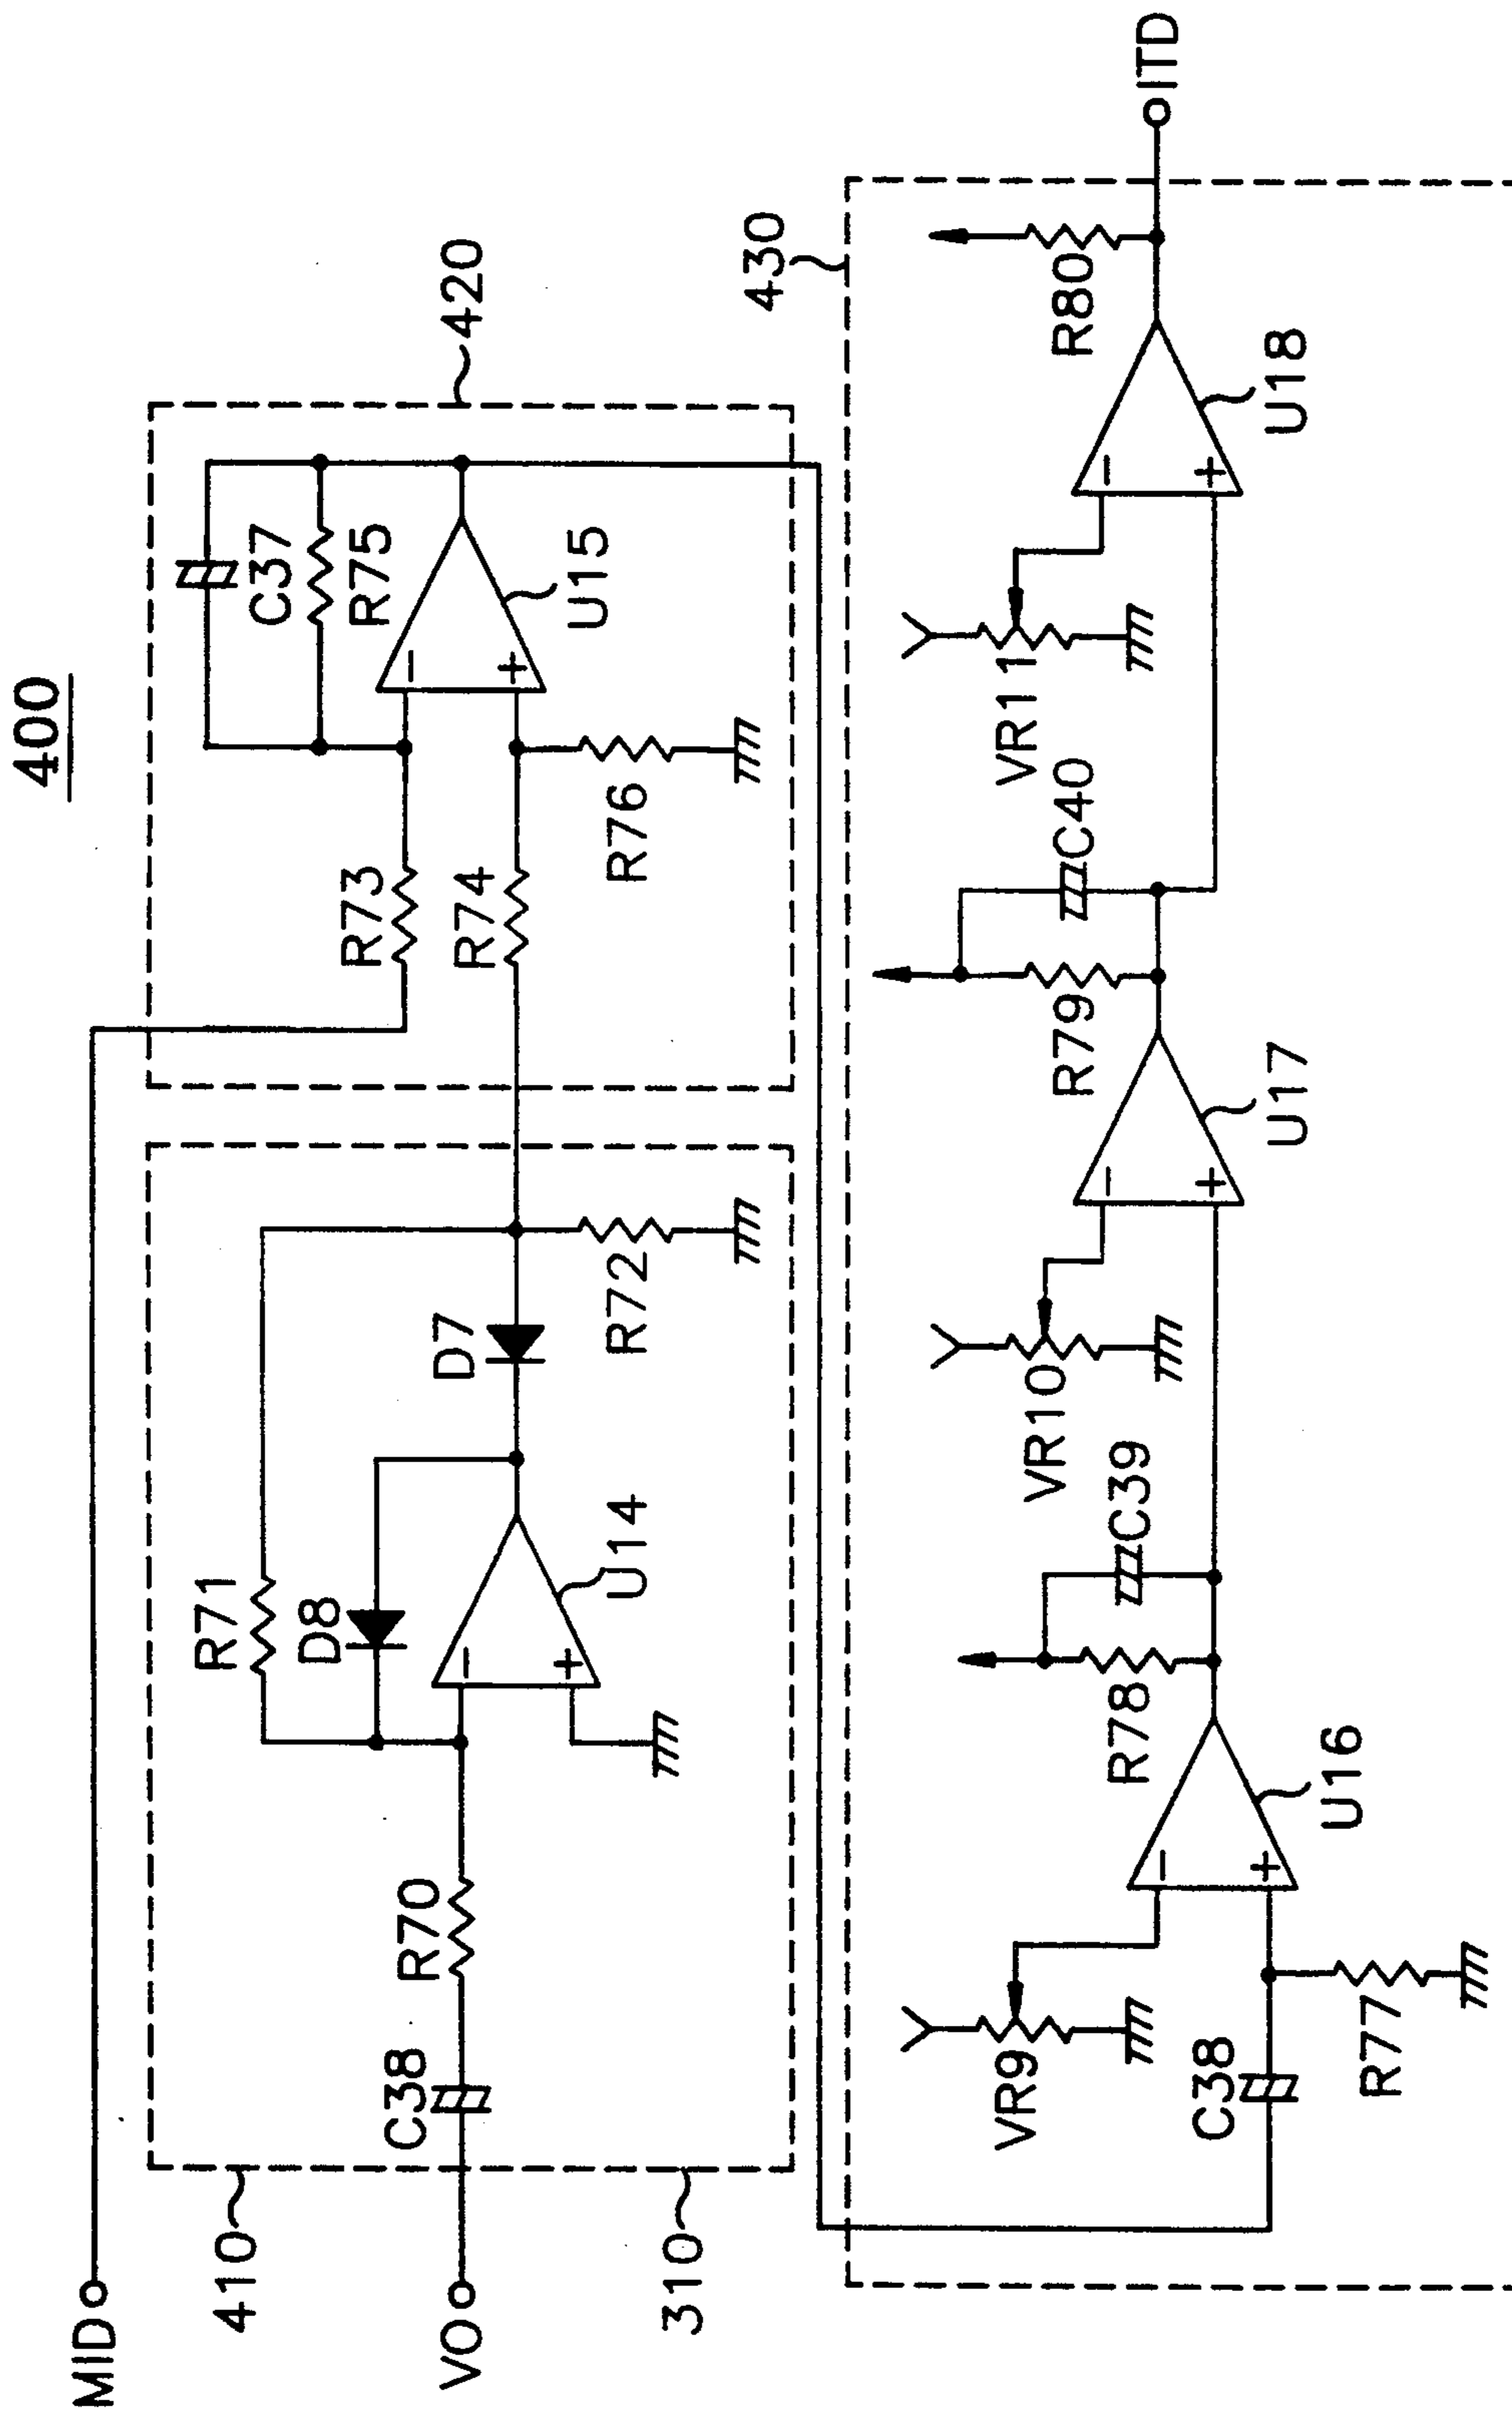 400
MID
VO
410
310
C38
R70
R71
D8
U14
D7
R72
R73
R74
R76
C37
R75
−
+
U15
−
+
420
430
VR9
C38
R77
−
+
U16
R78
C39
VR10
−
+
U17
R79
C40
VR11
−
+
U18
R80
ITD